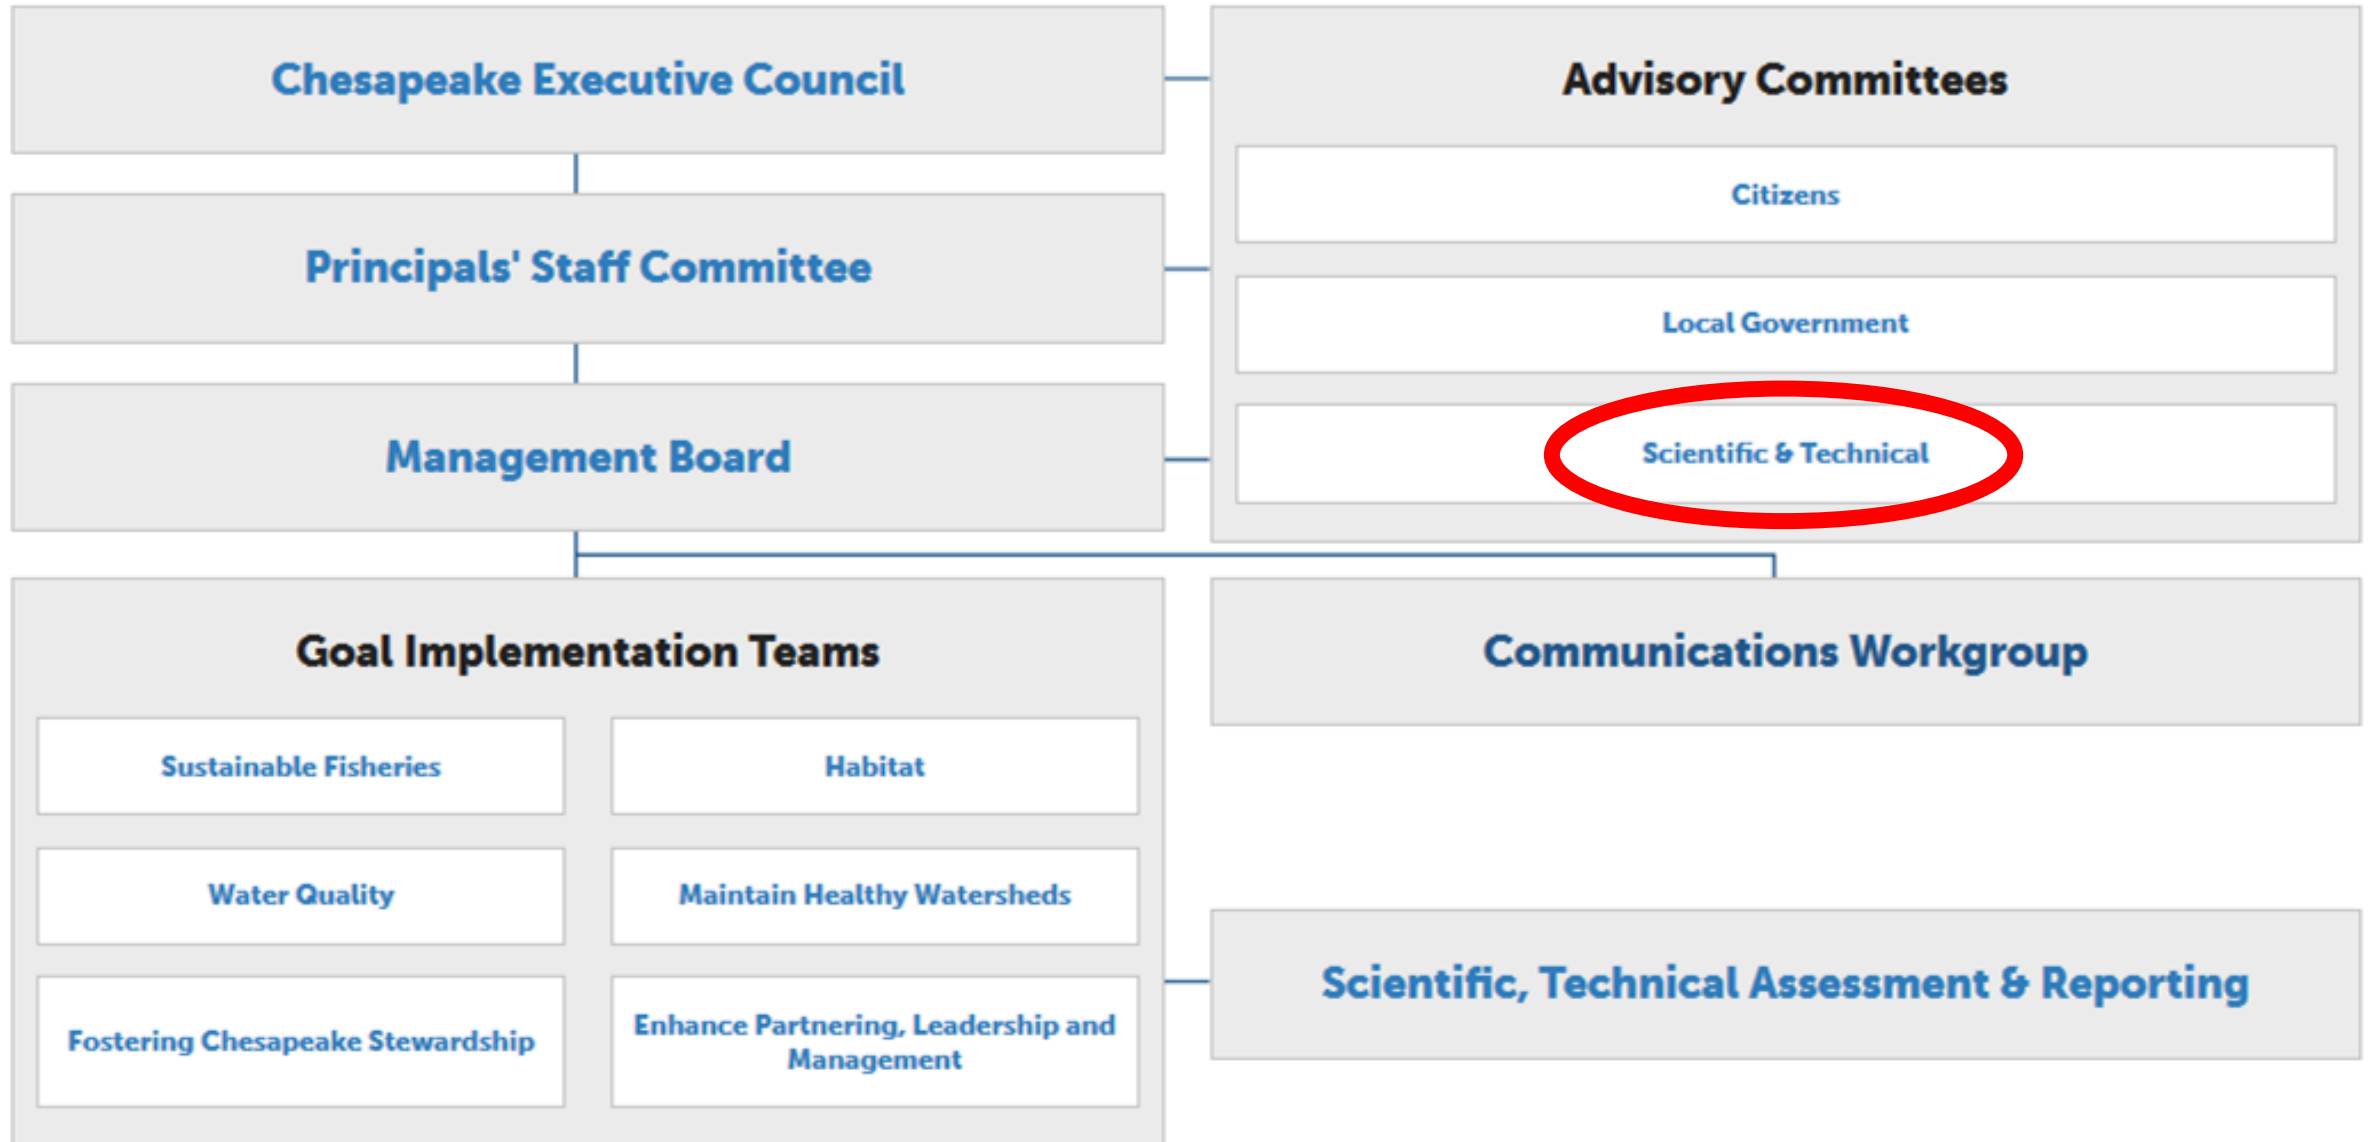 Chesapeake Executive Council
Principals' Staff Committee
Management Board
Advisory Committees
Citizens
Local Government
Scientific & Technical
Goal Implementation Teams
Sustainable Fisheries
Habitat
Water Quality
Maintain Healthy Watersheds
Fostering Chesapeake Stewardship
Enhance Partnering, Leadership and
Management
Communications Workgroup
Scientific, Technical Assessment & Reporting